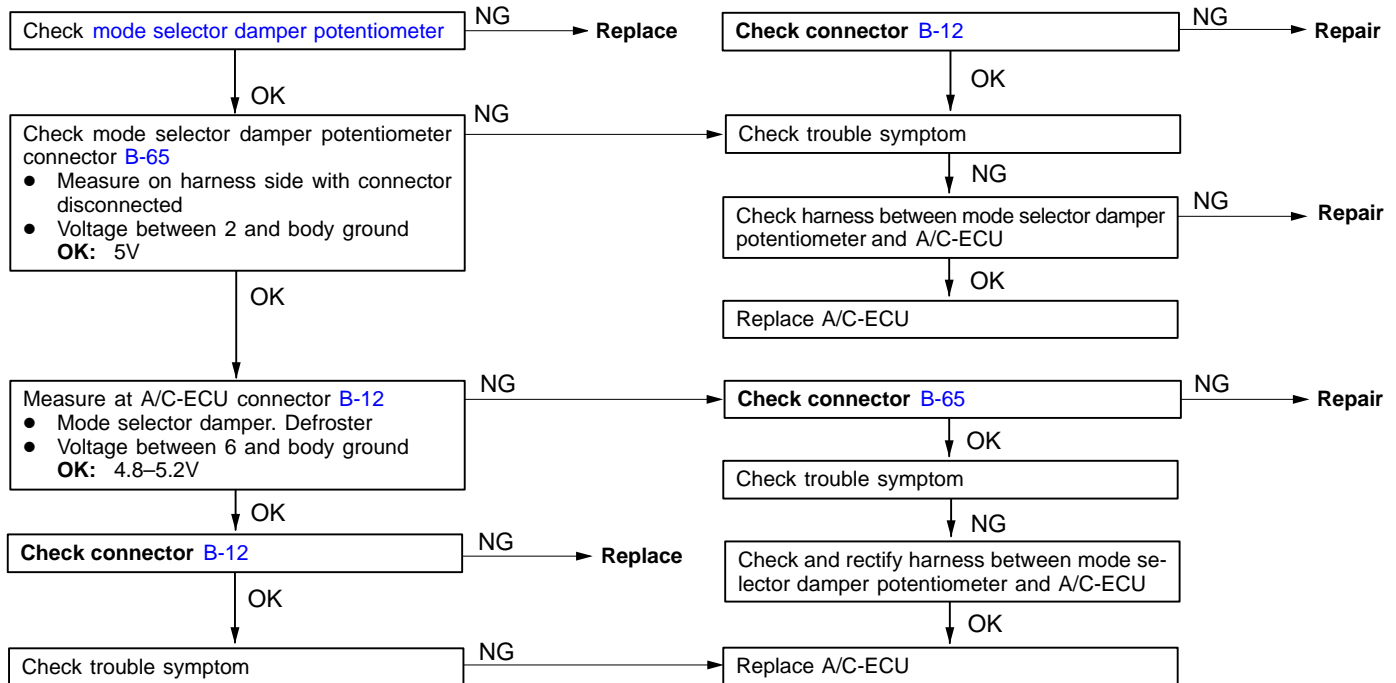 Check mode selector damper potentiometer
NG
Replace
OK
Check mode selector damper potentiometer
connector B-65
● Measure on harness side with connector
disconnected
● Voltage between 2 and body ground
OK: 5V
NG
OK
Measure at A/C-ECU connector B-12
● Mode selector damper. Defroster
● Voltage between 6 and body ground
OK: 4.8–5.2V
NG
OK
Check connector B-12
NG
Replace
OK
Check trouble symptom
NG
Check connector B-12
NG
Repair
OK
Check trouble symptom
NG
Check harness between mode selector damper
potentiometer and A/C-ECU
NG
Repair
OK
Replace A/C-ECU
Check connector B-65
NG
Repair
OK
Check trouble symptom
NG
Check and rectify harness between mode se-
lector damper potentiometer and A/C-ECU
OK
Replace A/C-ECU